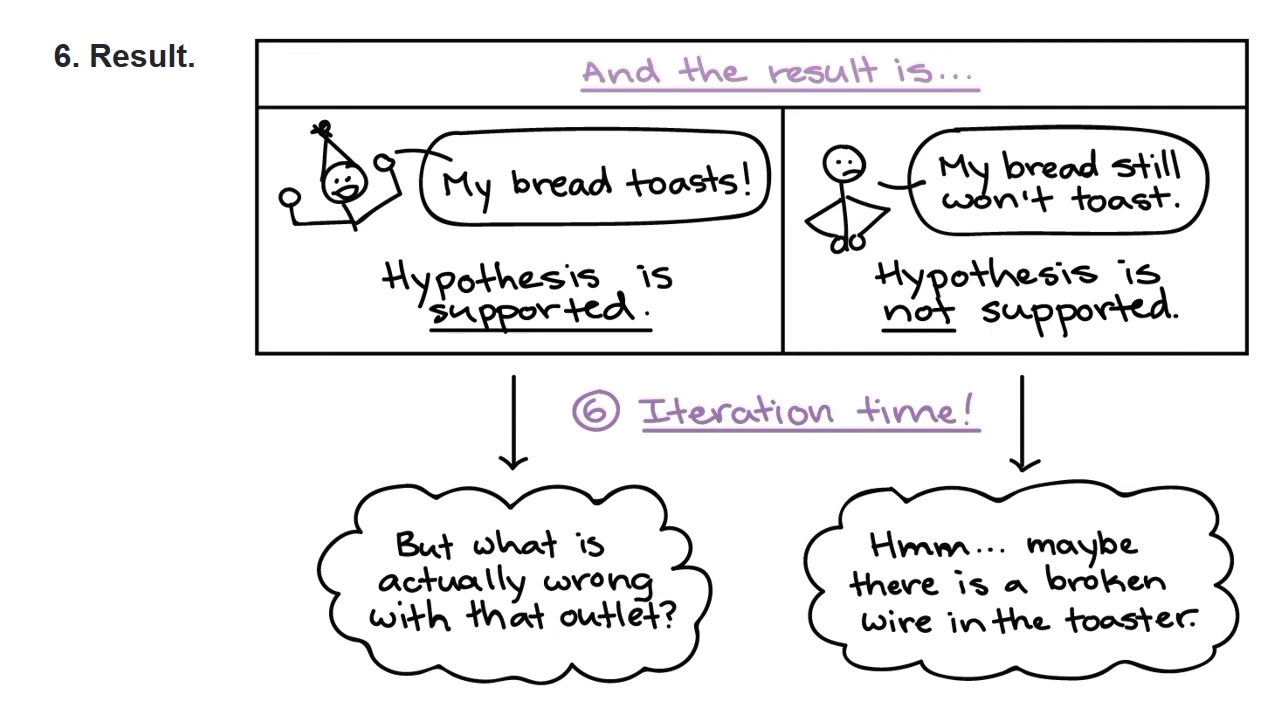 6. Result.
And the result is...
My bread toasts!
Hypothesis is
supported.
My bread still
won't toast.
Hypothesis is
not supported.
6 Iteration time!
But what is
actually wrong
with that outlet?
Hmm... maybe
there is a broken
wire in the toaster.